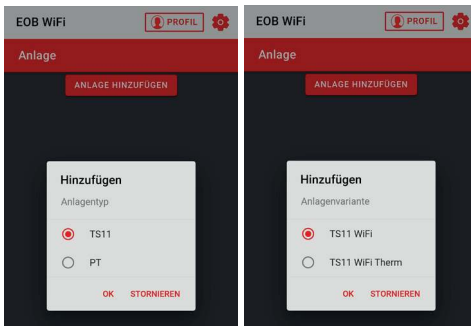 EOB WiFi
PROFIL
Anlage
ANLAGE HINZUFÜGEN
Hinzufügen
Anlagentyp
TS11
PT
OK STORNIEREN
EOB WiFi
PROFIL
Anlage
ANLAGE HINZUFÜGEN
Hinzufügen
Anlagenvariante
TS11 WiFi
TS11 WiFi Therm
OK STORNIEREN